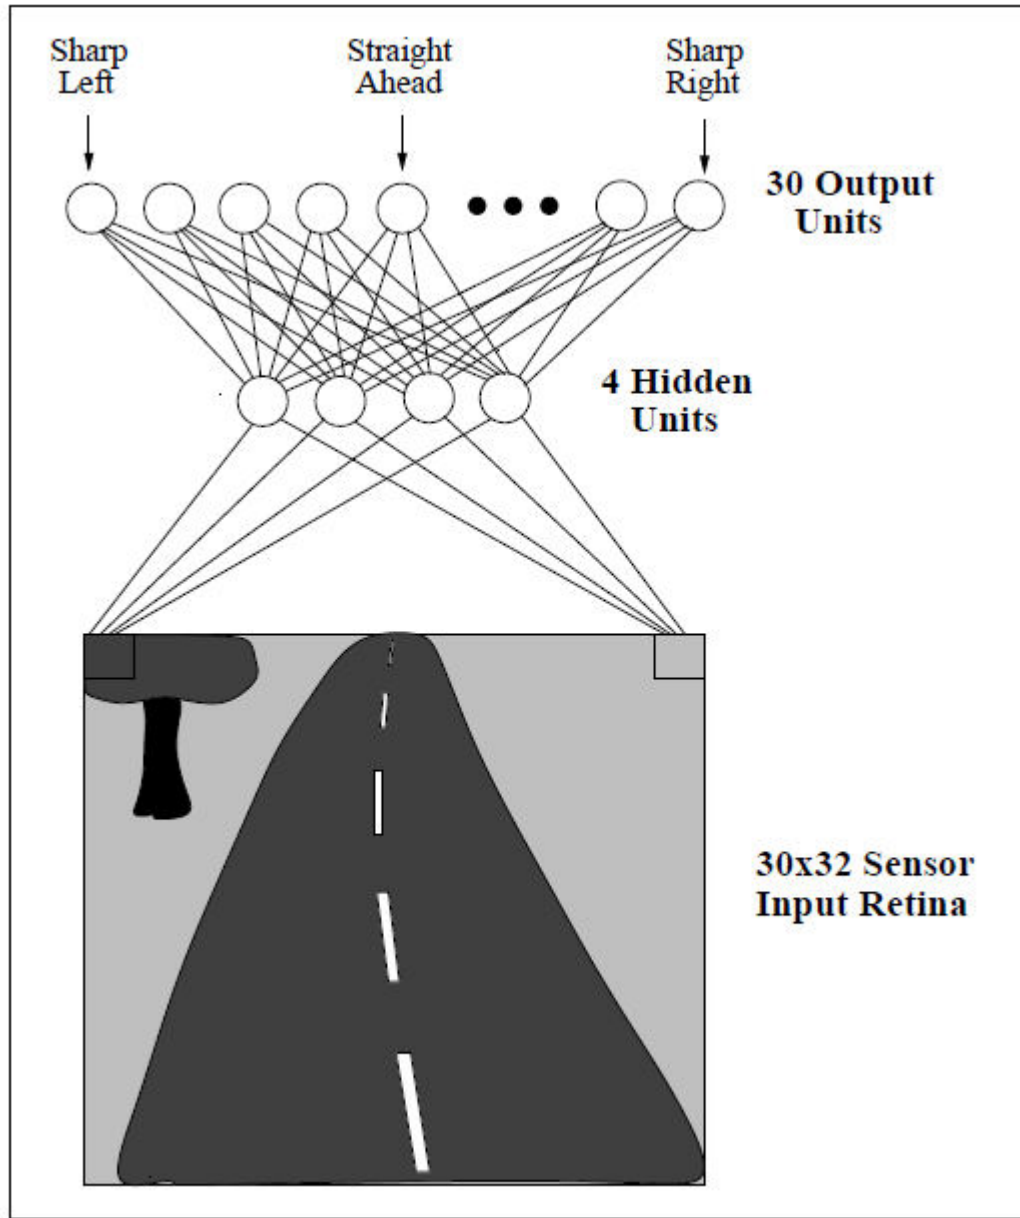 Sharp
Left
Straight
Ahead
Sharp
Right
30 Output
Units
4 Hidden
Units
30x32 Sensor
Input Retina